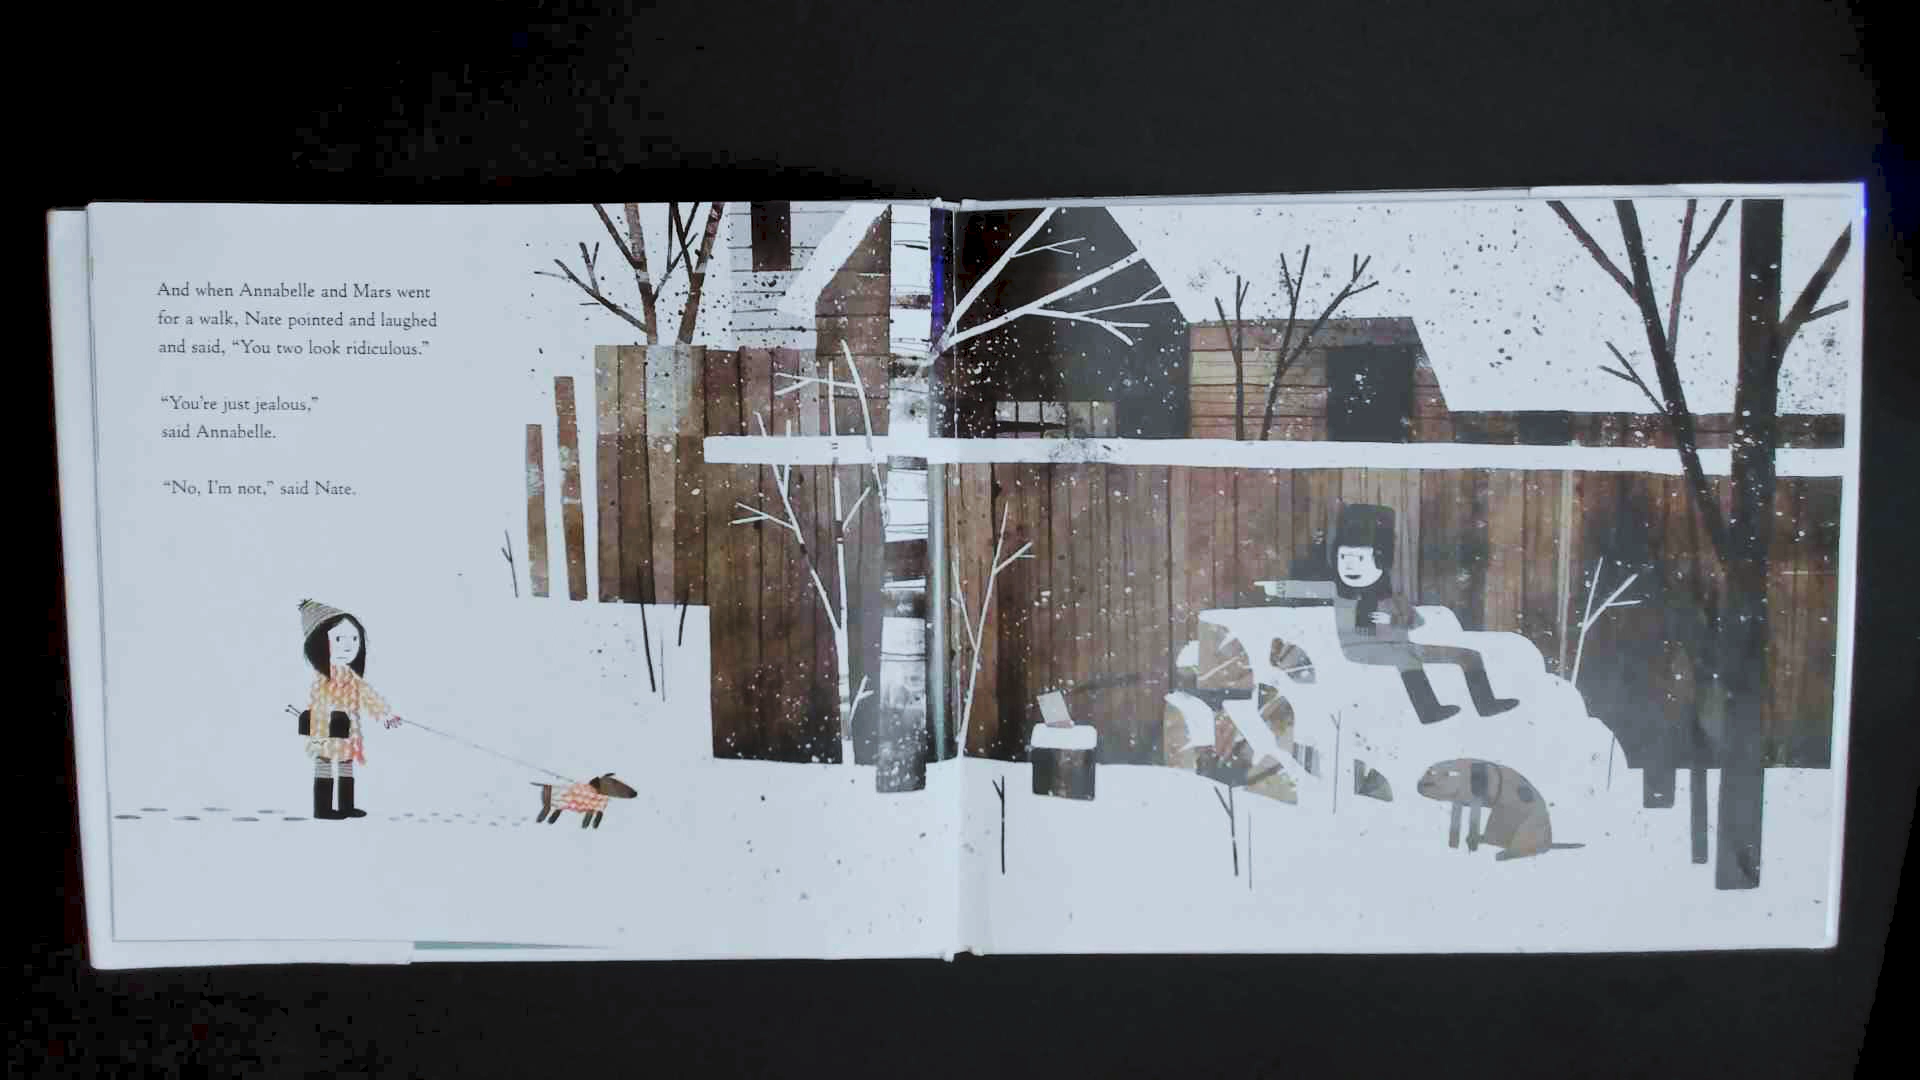 And when Annabelle and Mars went
for a walk, Nate pointed and laughed
and said, “You two look ridiculous.”
“You’re just jealous,”
said Annabelle.
“No, I’m not,” said Nate.